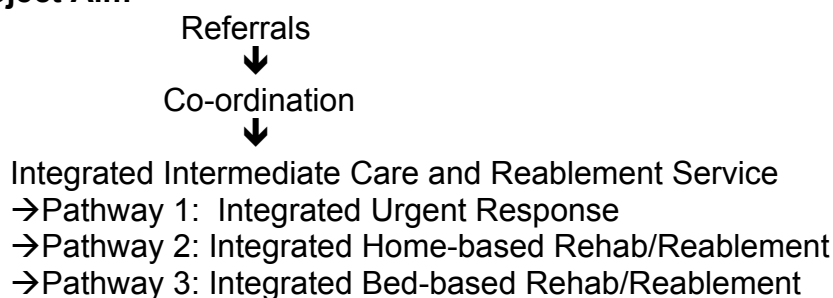 Referrals
🡻
Co-ordination
🡻
Integrated Intermediate Care and Reablement Service
→Pathway 1:  Integrated Urgent Response
→Pathway 2: Integrated Home-based Rehab/Reablement
→Pathway 3: Integrated Bed-based Rehab/Reablement